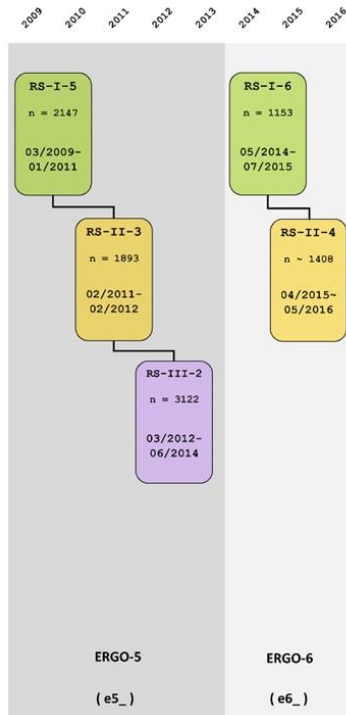 2009 2010 2011 2012 2013 2014 2015 2016
RS-I-5
n = 2147
03/2009-
01/2011
RS-I-6
n = 1153
05/2014-
07/2015
RS-II-3
n = 1893
02/2011-
02/2012
RS-II-4
n ~ 1408
04/2015~
05/2016
RS-III-2
n = 3122
03/2012-
06/2014
ERGO-5
( e5_ )
ERGO-6
( e6_ )